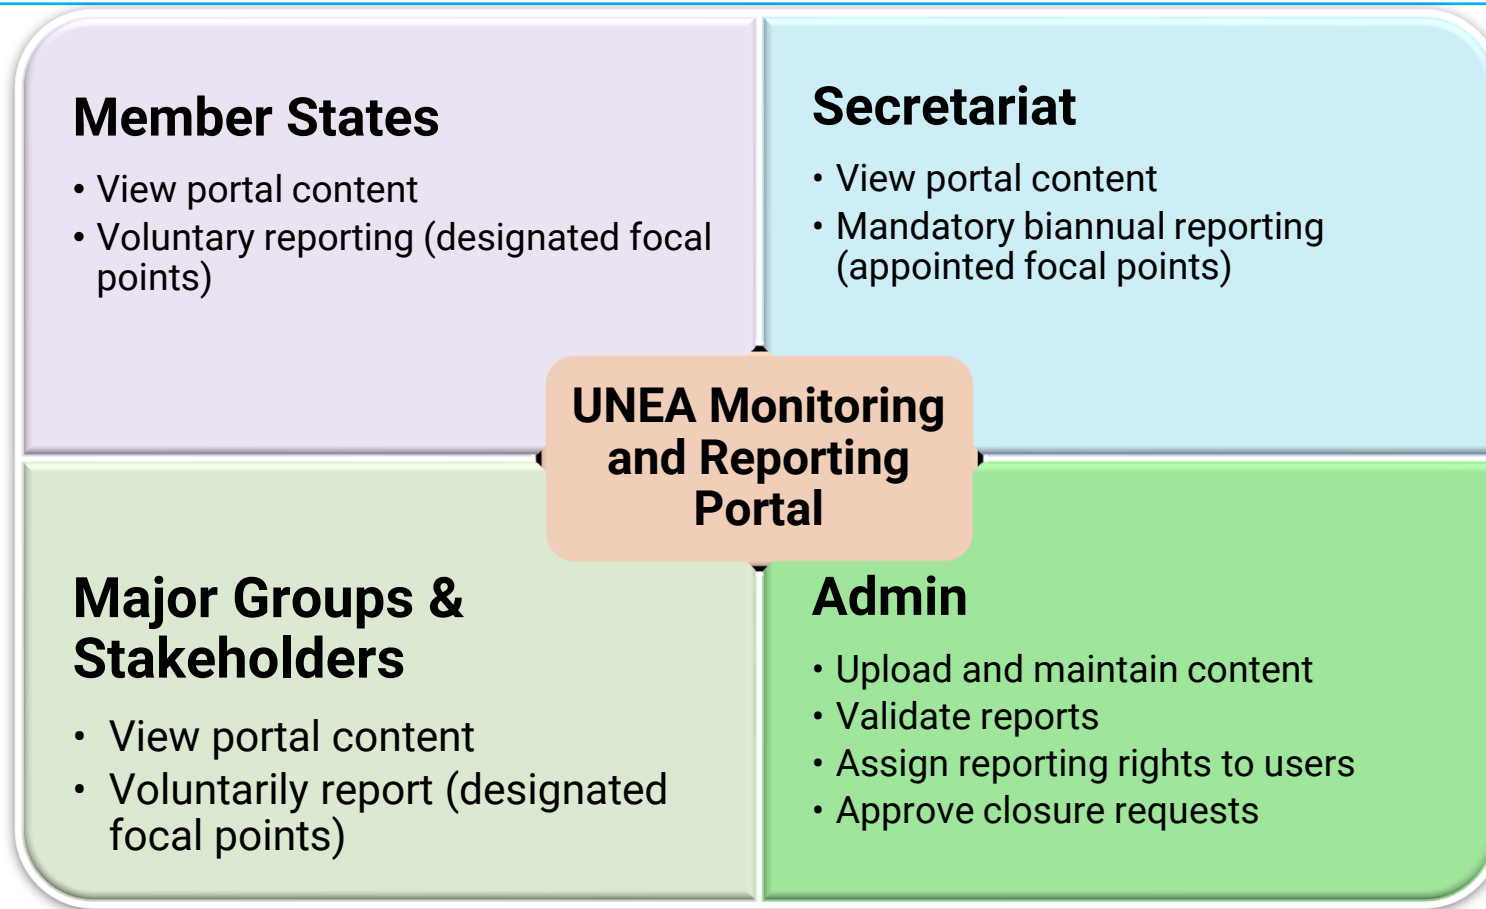 Member States
• View portal content
• Voluntary reporting (designated focal
points)
Secretariat
• View portal content
• Mandatory biannual reporting
(appointed focal points)
UNEA Monitoring
and Reporting
Portal
Major Groups &
Stakeholders
• View portal content
• Voluntarily report (designated
focal points)
Admin
• Upload and maintain content
• Validate reports
• Assign reporting rights to users
• Approve closure requests